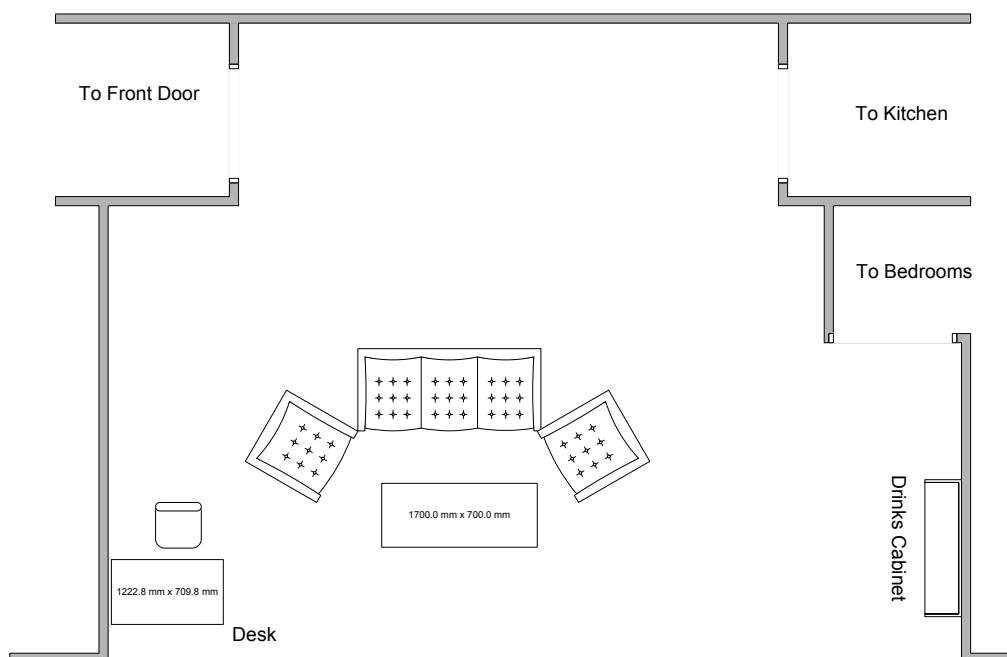 To Front Door
To Kitchen
To Bedrooms
Drinks Cabinet
1700.0 mm x 700.0 mm
1222.8 mm x 709.8 mm
Desk